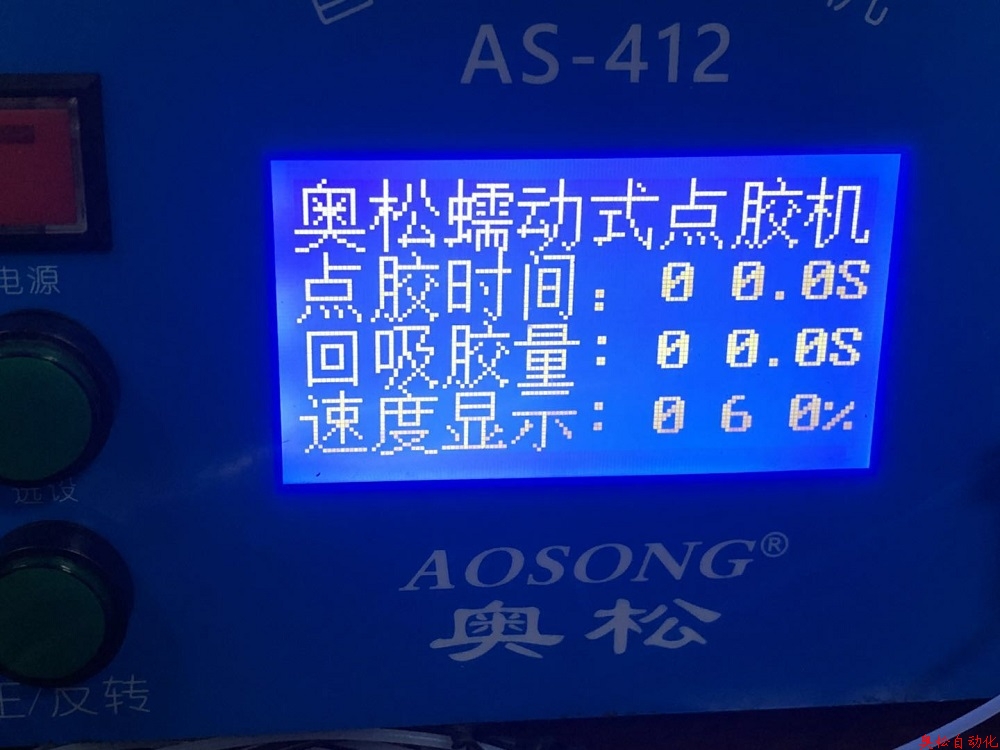 AS-412
奥松蠕动式点胶机
点胶时间：0 0.0S
回吸胶量：0 0.0S
速度显示：0 6 0%
电源
选设
正/反转
AOSONG®
奥松
奥松自动化